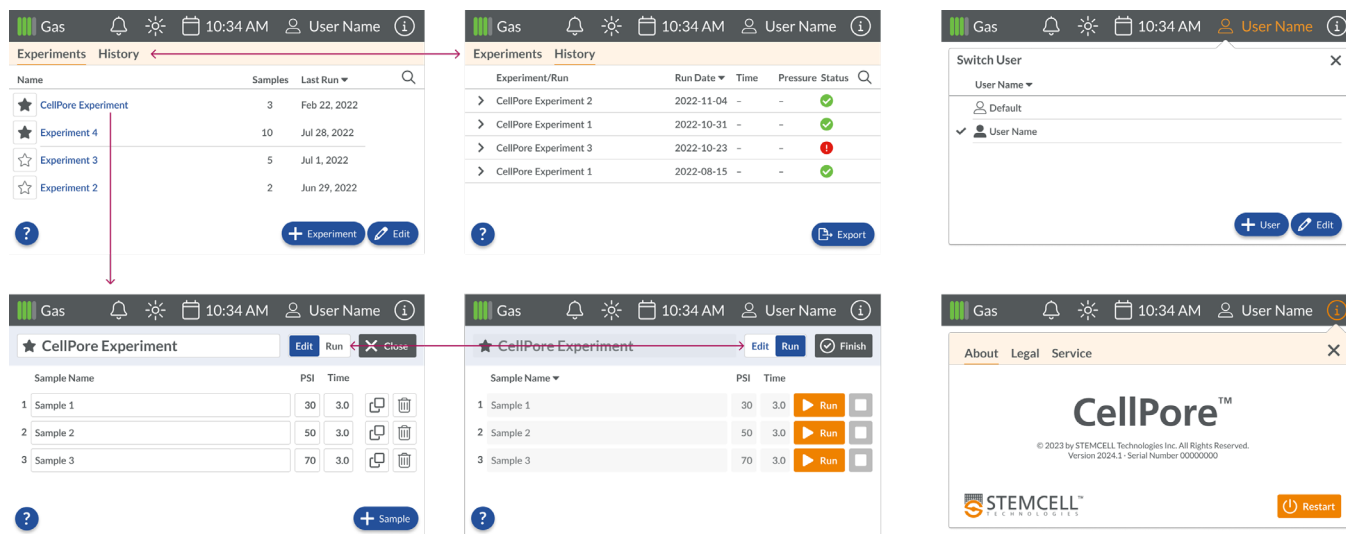 Gas 10:34 AM User Name
Experiments History
Name Samples Last Run
CellPore Experiment 3 Feb 22, 2022
Experiment 4 10 Jul 28, 2022
Experiment 3 5 Jul 1, 2022
Experiment 2 2 Jun 29, 2022
? + Experiment Edit
Gas 10:34 AM User Name
Experiments History
Experiment/Run Run Date Time Pressure Status
CellPore Experiment 2 2022-11-04 – –
CellPore Experiment 1 2022-10-31 – –
CellPore Experiment 3 2022-10-23 – – !
CellPore Experiment 1 2022-08-15 – –
? Export
Gas 10:34 AM User Name
Switch User
User Name
Default
User Name
+ User Edit
Gas 10:34 AM User Name
CellPore Experiment Edit Run Close
Sample Name PSI Time
1 Sample 1 30 3.0
2 Sample 2 50 3.0
3 Sample 3 70 3.0
? + Sample
Gas 10:34 AM User Name
CellPore Experiment Edit Run Finish
Sample Name PSI Time
1 Sample 1 30 3.0 Run
2 Sample 2 50 3.0 Run
3 Sample 3 70 3.0 Run
?
Gas 10:34 AM User Name
About Legal Service
CellPore™
© 2023 by STEMCELL Technologies Inc. All Rights Reserved.
Version 2024.1 · Serial Number 00000000
STEMCELL™
TECHNOLOGIES
Restart